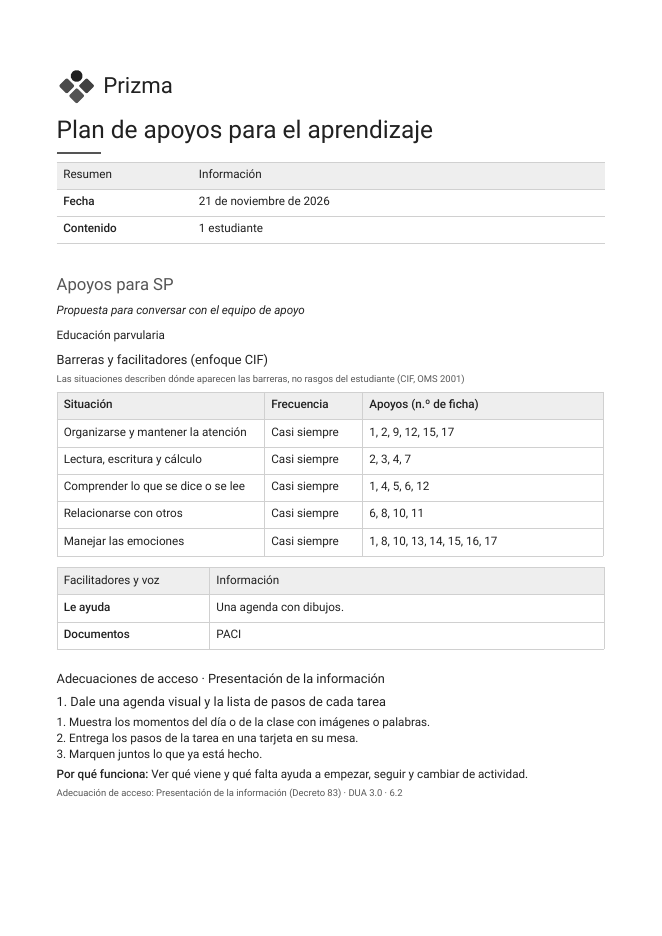 Prizma
Plan de apoyos para el aprendizaje
Resumen Información
Fecha 21 de noviembre de 2026
Contenido 1 estudiante
Apoyos para SP
Propuesta para conversar con el equipo de apoyo
Educación parvularia
Barreras y facilitadores (enfoque CIF)
Las situaciones describen dónde aparecen las barreras, no rasgos del estudiante (CIF, OMS 2001)
Situación Frecuencia Apoyos (n.º de ficha)
Organizarse y mantener la atención Casi siempre 1, 2, 9, 12, 15, 17
Lectura, escritura y cálculo Casi siempre 2, 3, 4, 7
Comprender lo que se dice o se lee Casi siempre 1, 4, 5, 6, 12
Relacionarse con otros Casi siempre 6, 8, 10, 11
Manejar las emociones Casi siempre 1, 8, 10, 13, 14, 15, 16, 17
Facilitadores y voz Información
Le ayuda Una agenda con dibujos.
Documentos PACI
Adecuaciones de acceso · Presentación de la información
1. Dale una agenda visual y la lista de pasos de cada tarea
1. Muestra los momentos del día o de la clase con imágenes o palabras.
2. Entrega los pasos de la tarea en una tarjeta en su mesa.
3. Marquen juntos lo que ya está hecho.
Por qué funciona: Ver qué viene y qué falta ayuda a empezar, seguir y cambiar de actividad.
Adecuación de acceso: Presentación de la información (Decreto 83) · DUA 3.0 · 6.2